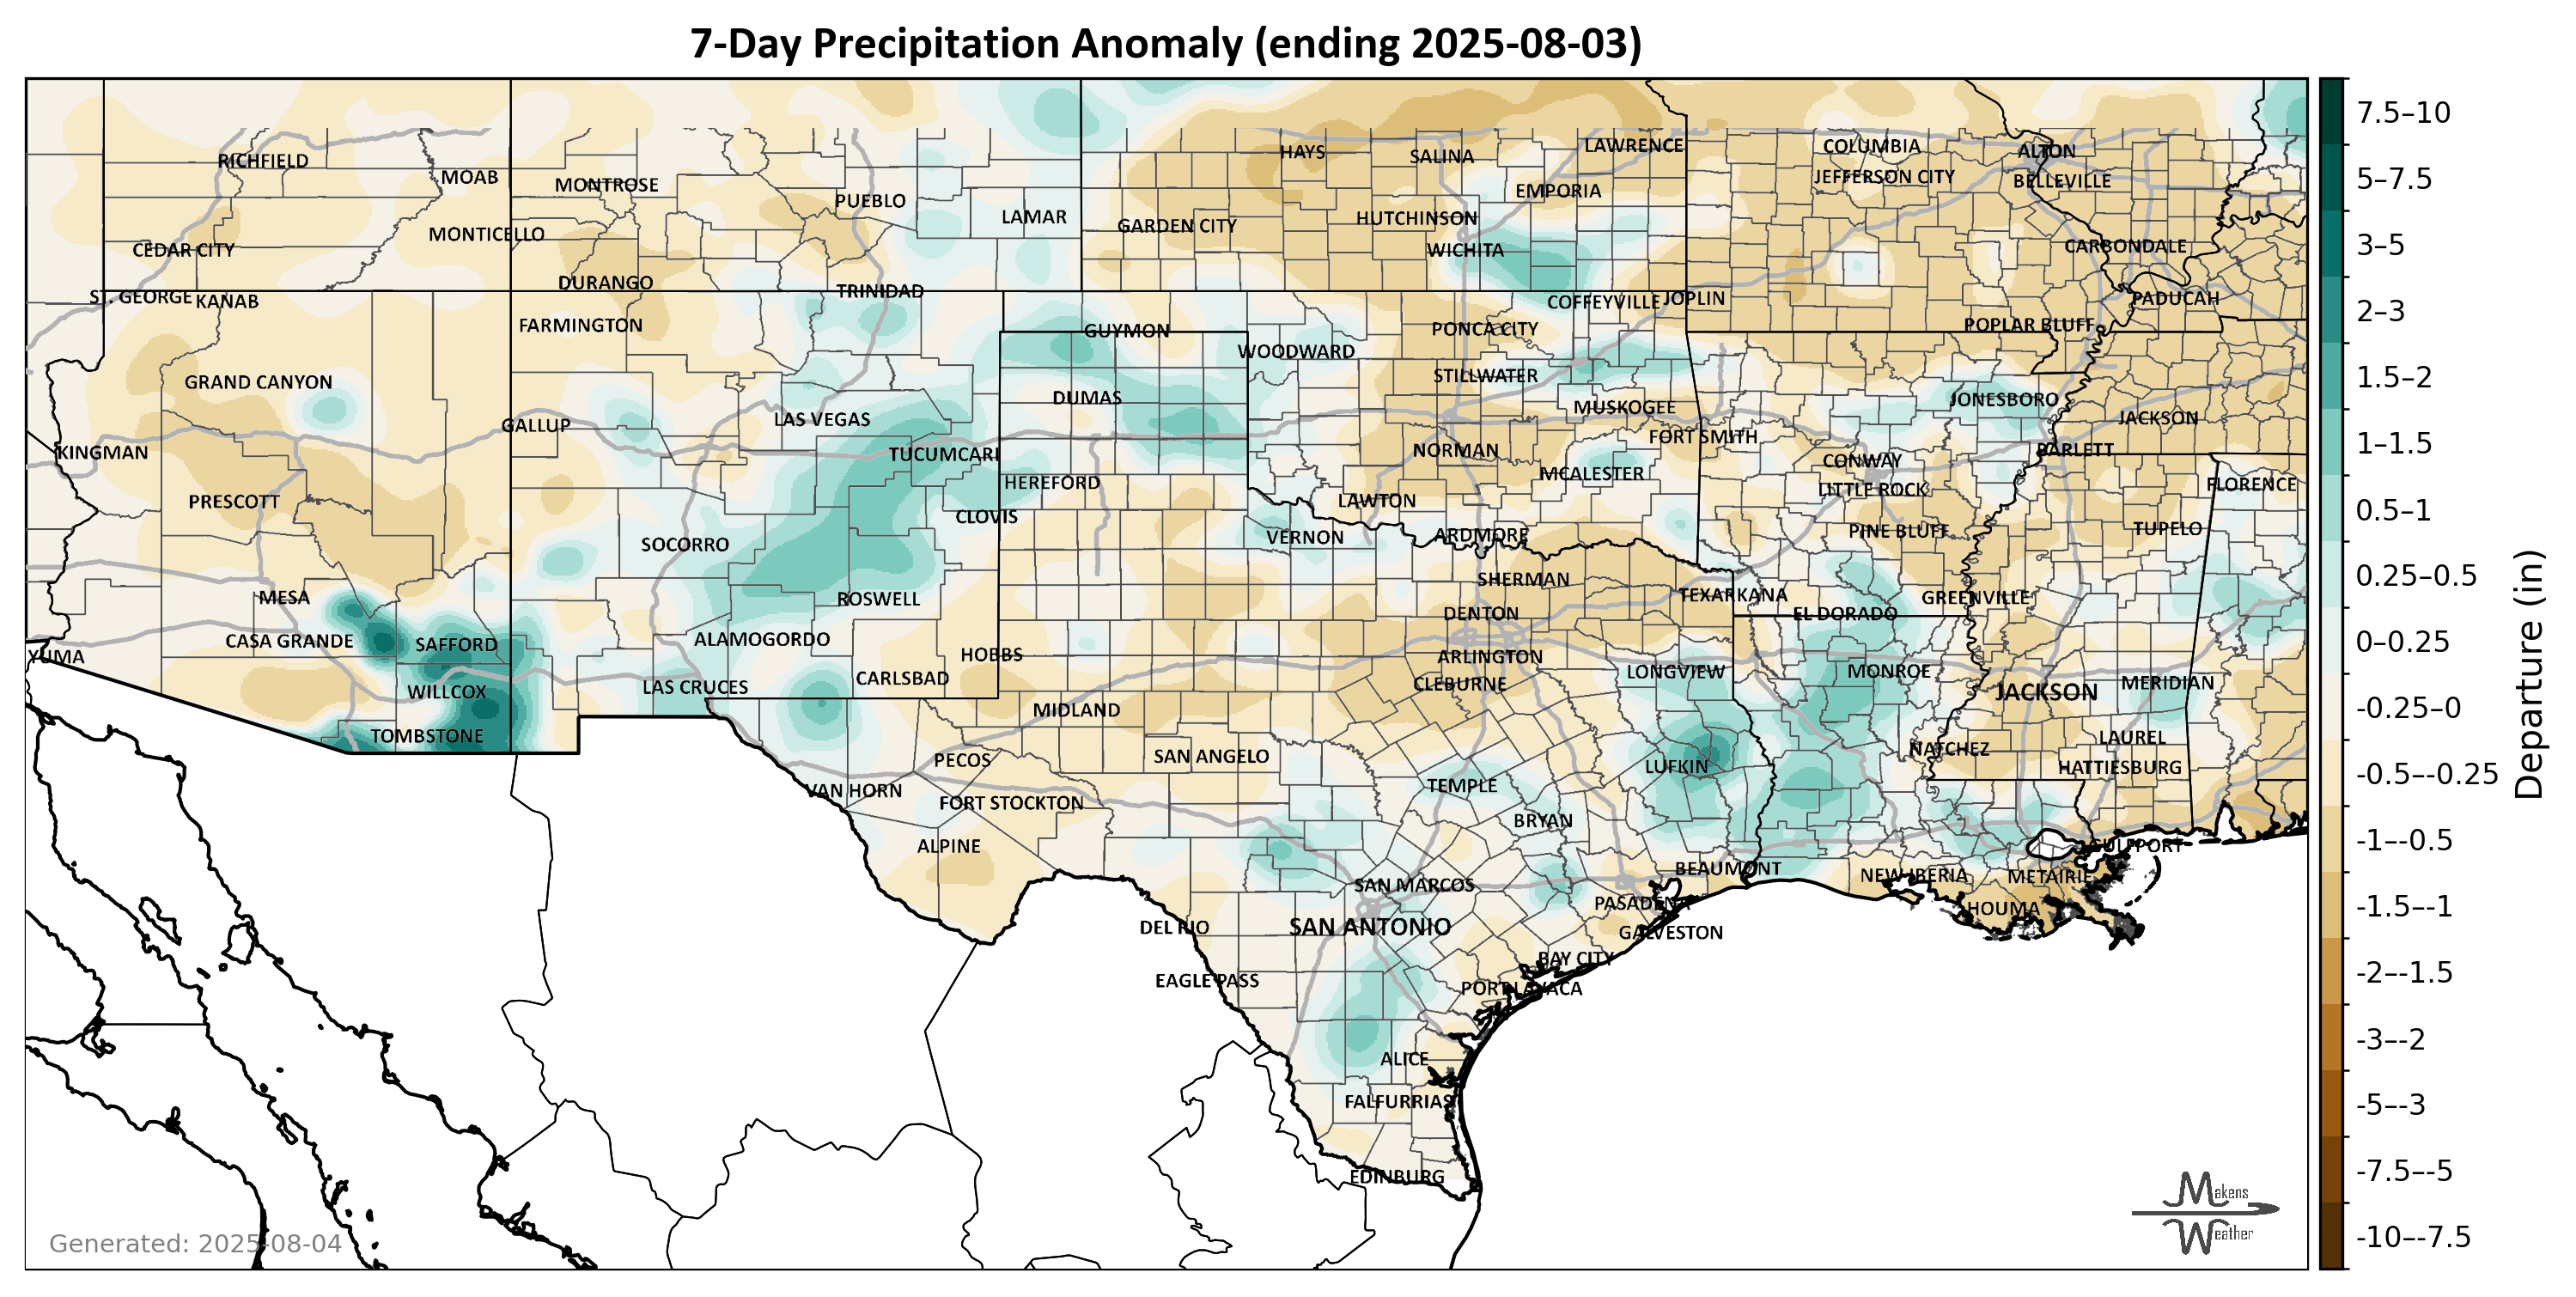 7-Day Precipitation Anomaly (ending 2025-08-03)
RICHFIELD
MOAB
MONTROSE
PUEBLO
LAMAR
HAYS
SALINA
LAWRENCE
EMPORIA
COLUMBIA
JEFFERSON CITY
ALTON
BELLEVILLE
CEDAR CITY
MONTICELLO
GARDEN CITY
HUTCHINSON
WICHITA
CARBONDALE
DURANGO
TRINIDAD
ST. GEORGE
KANAB
COFFEYVILLE
JOPLIN
PADUCAH
FARMINGTON
GUYMON
PONCA CITY
POPLAR BLUFF
WOODWARD
STILLWATER
GRAND CANYON
DUMAS
MUSKOGEE
JONESBORO
JACKSON
GALLUP
LAS VEGAS
FORT SMITH
KINGMAN
TUCUMCARI
NORMAN
BARLETT
CONWAY
HEREFORD
MCALESTER
LITTLE ROCK
FLORENCE
PRESCOTT
LAWTON
CLOVIS
PINE BLUFF
TUPELO
SOCORRO
VERNON
ARDMORE
SHERMAN
MESA
ROSWELL
TEXARKANA
GREENVILLE
DENTON
EL DORADO
CASA GRANDE
SAFFORD
ALAMOGORDO
YUMA
HOBBS
ARLINGTON
CARLSBAD
LONGVIEW
MONROE
WILLCOX
LAS CRUCES
CLEBURNE
JACKSON
MERIDIAN
MIDLAND
TOMBSTONE
LAUREL
NATCHEZ
PECOS
SAN ANGELO
LUFKIN
HATTIESBURG
VAN HORN
FORT STOCKTON
TEMPLE
BRYAN
ALPINE
GULFPORT
BEAUMONT
SAN MARCOS
NEW IBERIA
METAIRIE
PASADENA
HOUMA
DEL RIO
SAN ANTONIO
GALVESTON
BAY CITY
EAGLE PASS
PORT LAVACA
ALICE
FALFURRIAS
EDINBURG
7.5–10
5–7.5
3–5
2–3
1.5–2
1–1.5
0.5–1
0.25–0.5
0–0.25
-0.25–0
-0.5–-0.25
-1–-0.5
-1.5–-1
-2–-1.5
-3–-2
-5–-3
-7.5–-5
-10–-7.5
Departure (in)
Generated: 2025-08-04
Makens
Weather